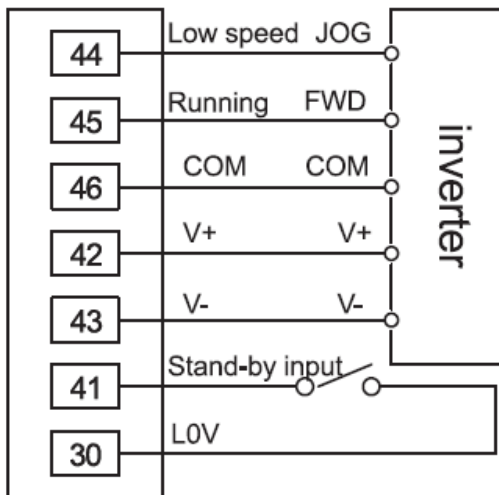 44 Low speed JOG
45 Running FWD
46 COM COM
42 V+ V+
43 V- V-
41 Stand-by input
30 L0V
inverter